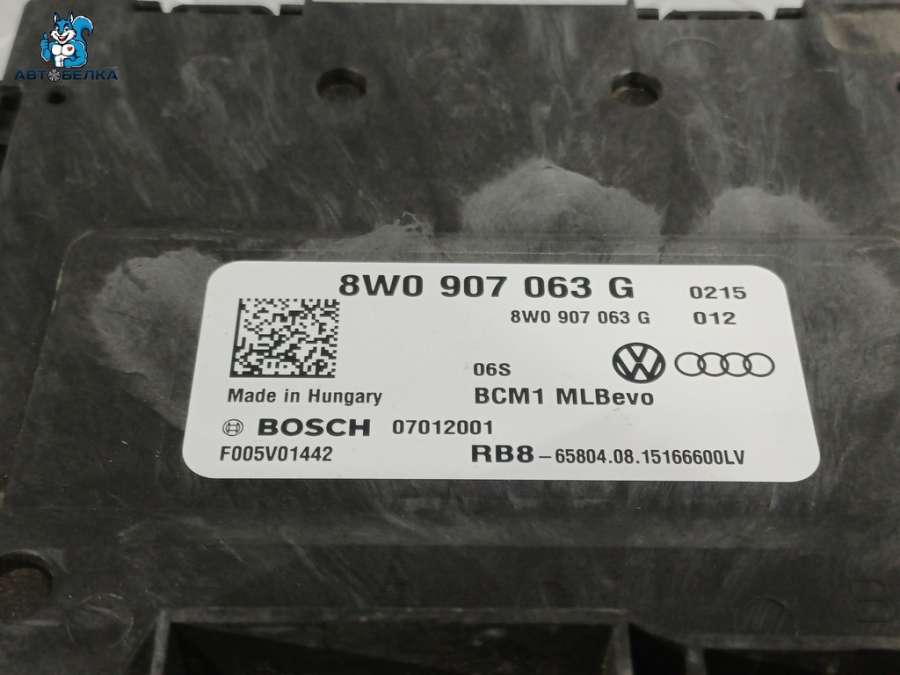 АВТОБЕЛКА
8W0 907 063 G 0215
8W0 907 063 G 012
06S
Made in Hungary BCM1 MLBevo
BOSCH 07012001
F005V01442 RB8-65804.08.15166600LV